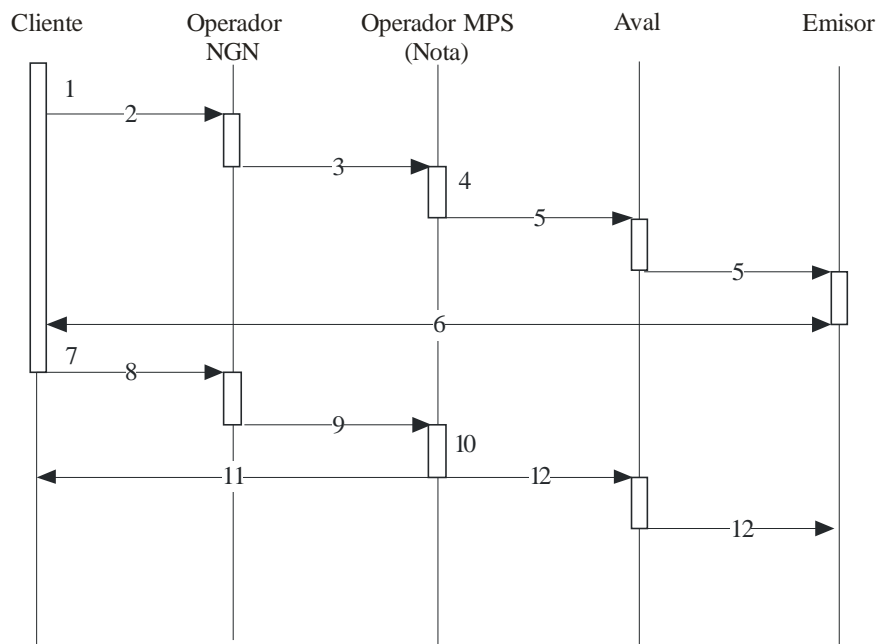 Cliente
Operador
NGN
Operador MPS
(Nota)
Aval
Emisor
1
2
3
4
5
5
6
7
8
9
10
11
12
12